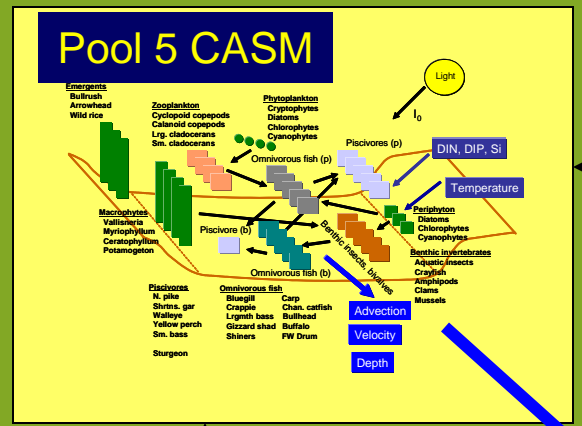 Pool 5 CASM
Light
I0
Emergents
Bullrush
Arrowhead
Wild rice
Zooplankton
Cyclopoid copepods
Calanoid copepods
Lrg. cladocerans
Sm. cladocerans
Phytoplankton
Cryptophytes
Diatoms
Chlorophytes
Cyanophytes
Piscivores (p)
DIN, DIP, Si
Omnivorous fish (p)
Temperature
Macrophytes
Vallisneria
Myriophyllum
Ceratophyllum
Potamogeton
Piscivore (b)
Periphyton
Diatoms
Chlorophytes
Cyanophytes
Benthic insects, bivalves
Omnivorous fish (b)
Benthic invertebrates
Aquatic insects
Crayfish
Amphipods
Clams
Mussels
Piscivores
N. pike
Shrtns. gar
Walleye
Yellow perch
Sm. bass
Sturgeon
Omnivorous fish
Bluegill
Crappie
Lrgmth bass
Gizzard shad
Shiners
Carp
Chan. catfish
Bullhead
Buffalo
FW Drum
Advection
Velocity
Depth